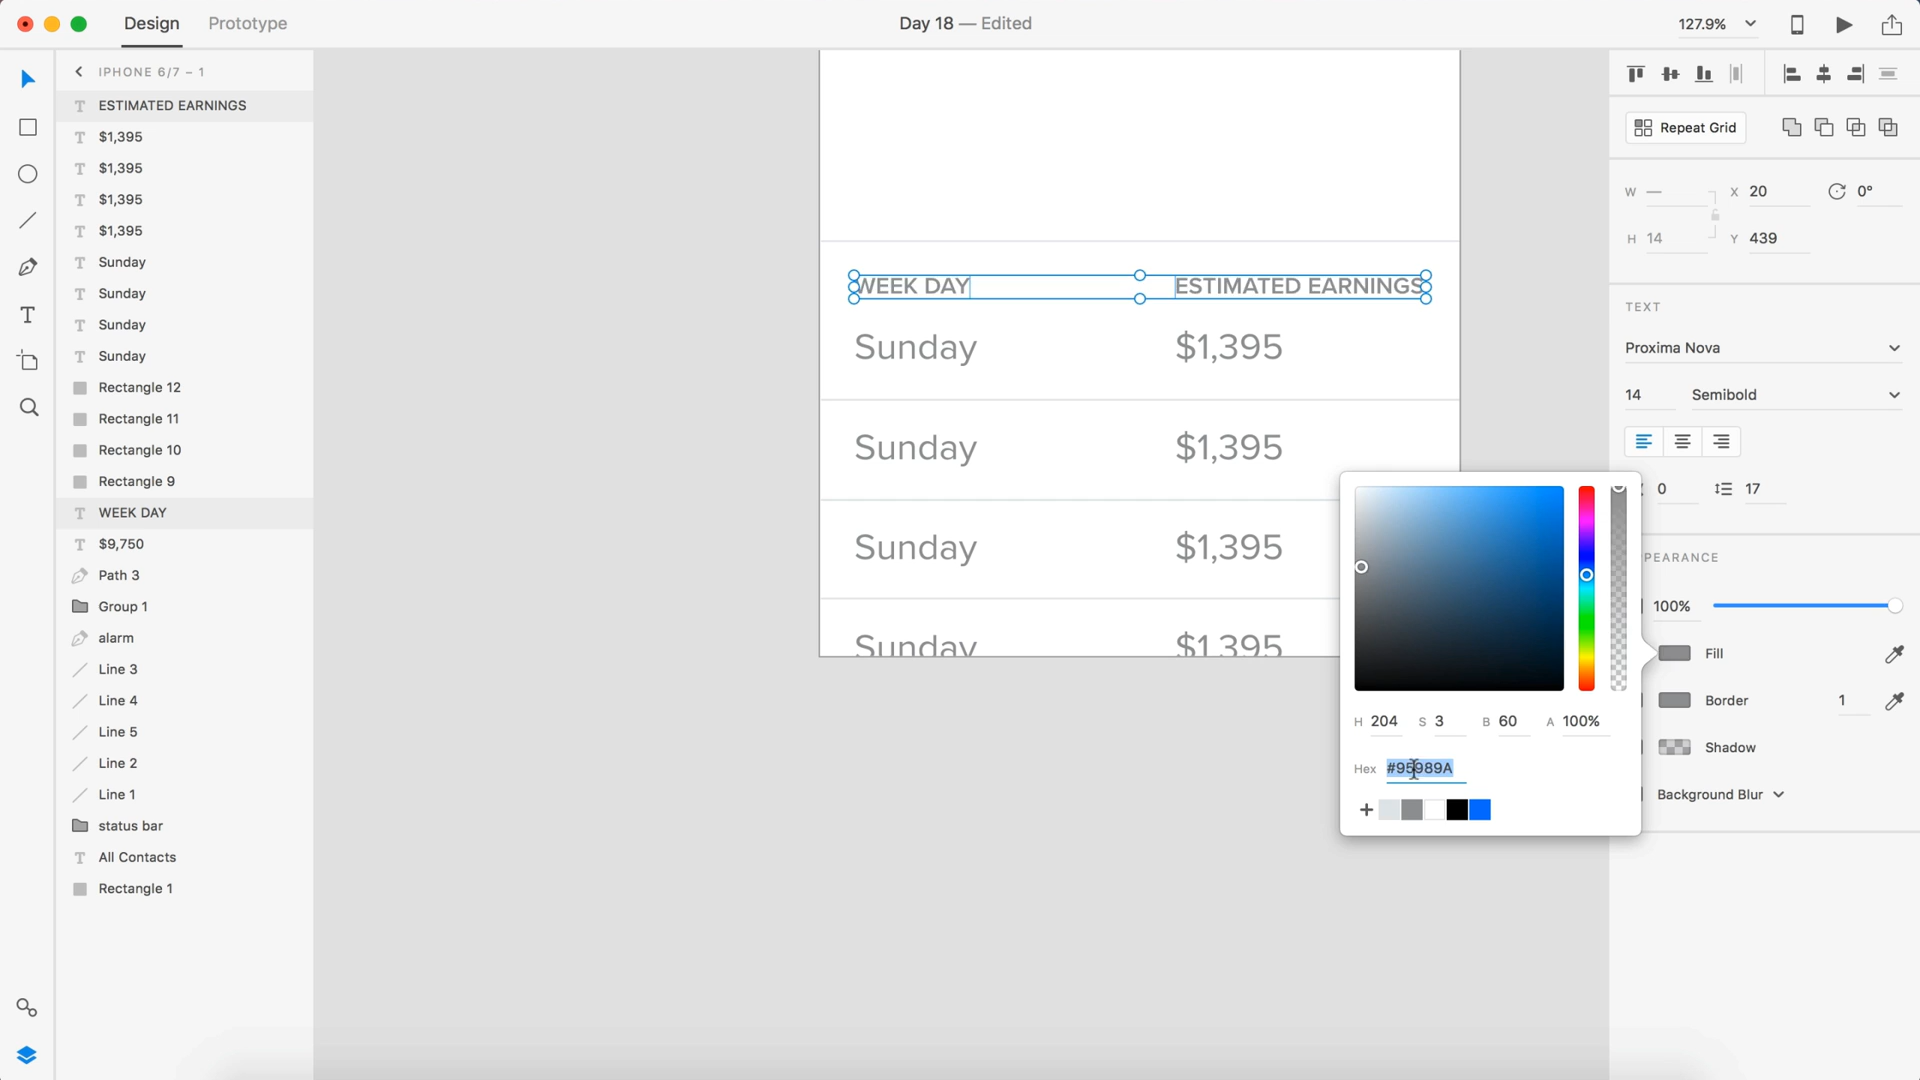 Design
Prototype
Day 18 — Edited
127.9%
IPHONE 6/7 – 1
ESTIMATED EARNINGS
$1,395
$1,395
$1,395
$1,395
Sunday
Sunday
Sunday
Sunday
Rectangle 12
Rectangle 11
Rectangle 10
Rectangle 9
WEEK DAY
$9,750
Path 3
Group 1
alarm
Line 3
Line 4
Line 5
Line 2
Line 1
status bar
All Contacts
Rectangle 1
WEEK DAY ESTIMATED EARNINGS
Sunday $1,395
Sunday $1,395
Sunday $1,395
Sunday $1,395
Repeat Grid
W — X 20 0°
H 14 Y 439
TEXT
Proxima Nova
14 Semibold
0 17
PEARANCE
100%
Fill
Border 1
Shadow
Background Blur
H 204 S 3 B 60 A 100%
Hex #95989A